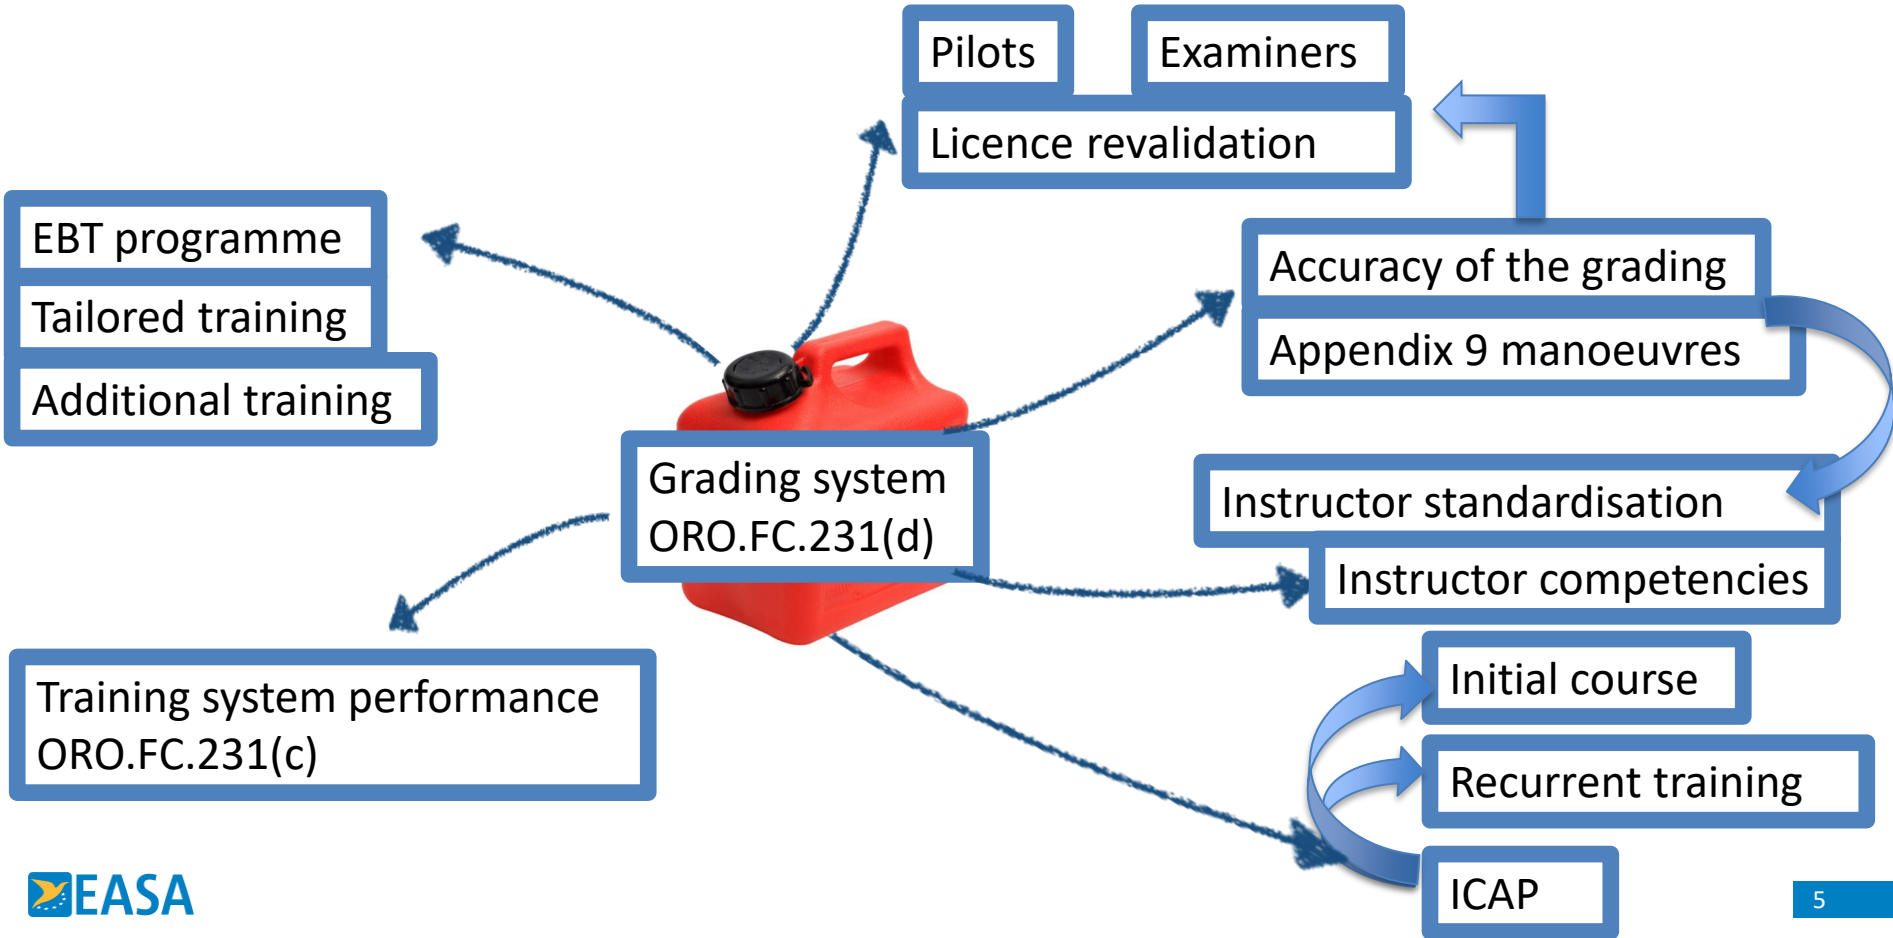 Pilots
Examiners
Licence revalidation
EBT programme
Tailored training
Additional training
Accuracy of the grading
Appendix 9 manoeuvres
Grading system
ORO.FC.231(d)
Instructor standardisation
Instructor competencies
Training system performance
ORO.FC.231(c)
Initial course
Recurrent training
ICAP
EASA
5